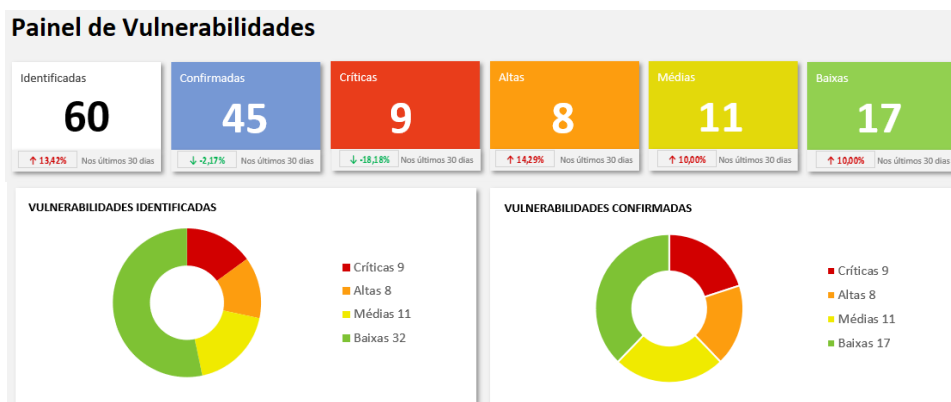 Painel de Vulnerabilidades
Identificadas
60
↑ 13,42% Nos últimos 30 dias
Confirmadas
45
↓ -2,17% Nos últimos 30 dias
Críticas
9
↓ -18,18% Nos últimos 30 dias
Altas
8
↑ 14,29% Nos últimos 30 dias
Médias
11
↑ 10,00% Nos últimos 30 dias
Baixas
17
↑ 10,00% Nos últimos 30 dias
VULNERABILIDADES IDENTIFICADAS
Críticas 9
Altas 8
Médias 11
Baixas 32
VULNERABILIDADES CONFIRMADAS
Críticas 9
Altas 8
Médias 11
Baixas 17